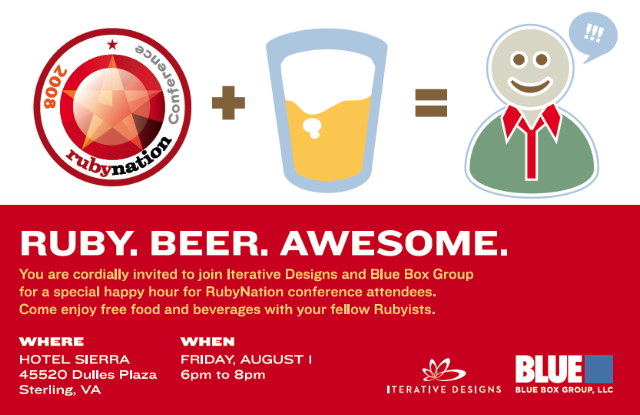 2008
Conference
rubynation
!!!
RUBY. BEER. AWESOME.
You are cordially invited to join Iterative Designs and Blue Box Group
for a special happy hour for RubyNation conference attendees.
Come enjoy free food and beverages with your fellow Rubyists.
WHERE
HOTEL SIERRA
45520 Dulles Plaza
Sterling, VA
WHEN
FRIDAY, AUGUST 1
6pm to 8pm
ITERATIVE DESIGNS
BLUE
BLUE BOX GROUP, LLC